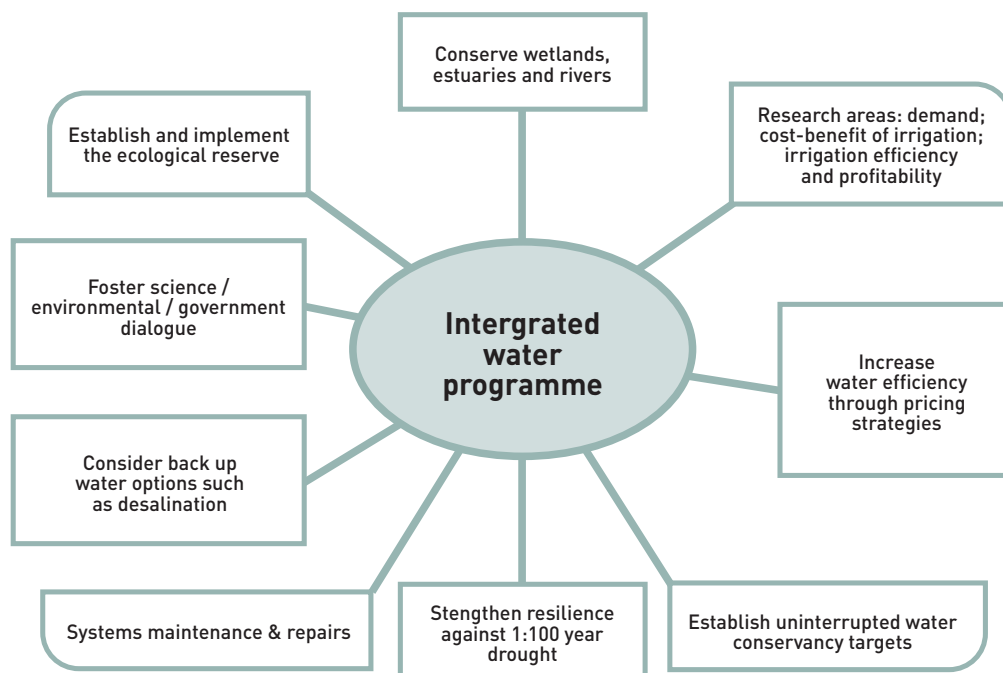 Conserve wetlands,
estuaries and rivers
Establish and implement
the ecological reserve
Research areas: demand;
cost-benefit of irrigation;
irrigation efficiency
and profitability
Foster science /
environmental / government
dialogue
Intergrated
water
programme
Increase
water efficiency
through pricing
strategies
Consider back up
water options such
as desalination
Systems maintenance & repairs
Stengthen resilience
against 1:100 year
drought
Establish uninterrupted water
conservancy targets